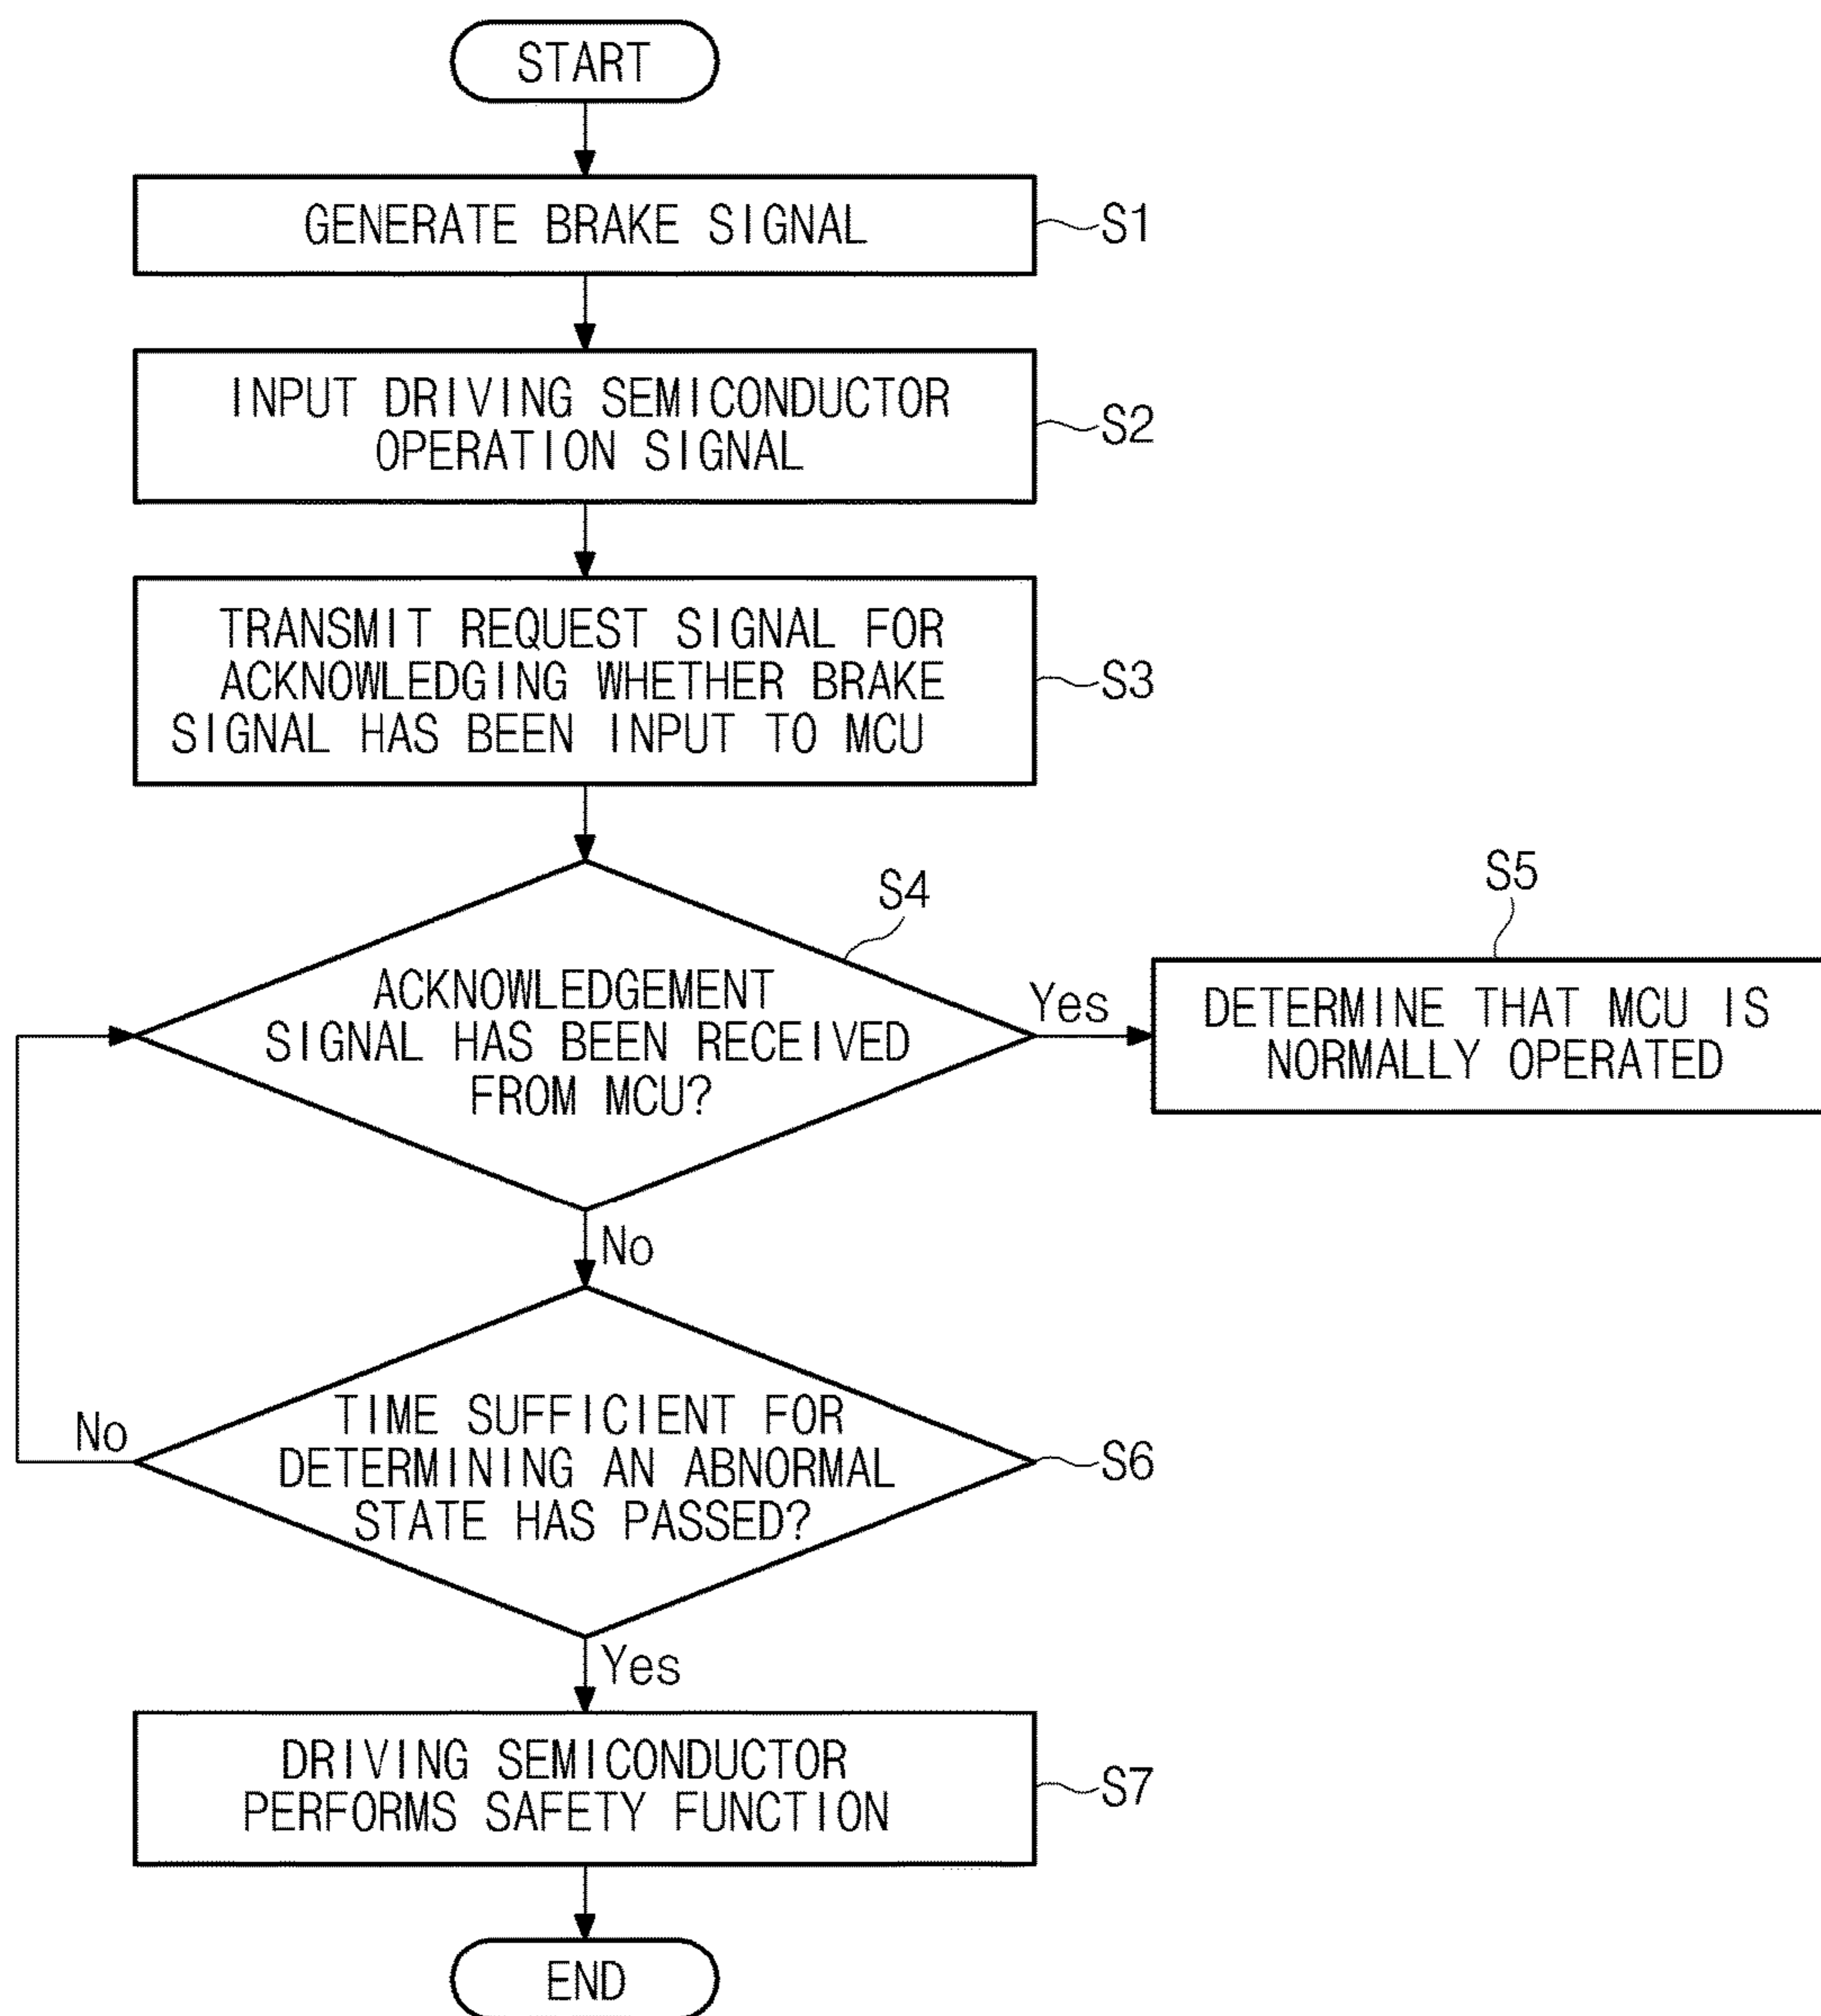 START
GENERATE BRAKE SIGNAL
S1
INPUT DRIVING SEMICONDUCTOR
OPERATION SIGNAL
S2
TRANSMIT REQUEST SIGNAL FOR
ACKNOWLEDGING WHETHER BRAKE
SIGNAL HAS BEEN INPUT TO MCU
S3
S4
ACKNOWLEDGEMENT
SIGNAL HAS BEEN RECEIVED
FROM MCU?
Yes
S5
DETERMINE THAT MCU IS
NORMALLY OPERATED
No
TIME SUFFICIENT FOR
DETERMINING AN ABNORMAL
STATE HAS PASSED?
No
S6
Yes
DRIVING SEMICONDUCTOR
PERFORMS SAFETY FUNCTION
S7
END